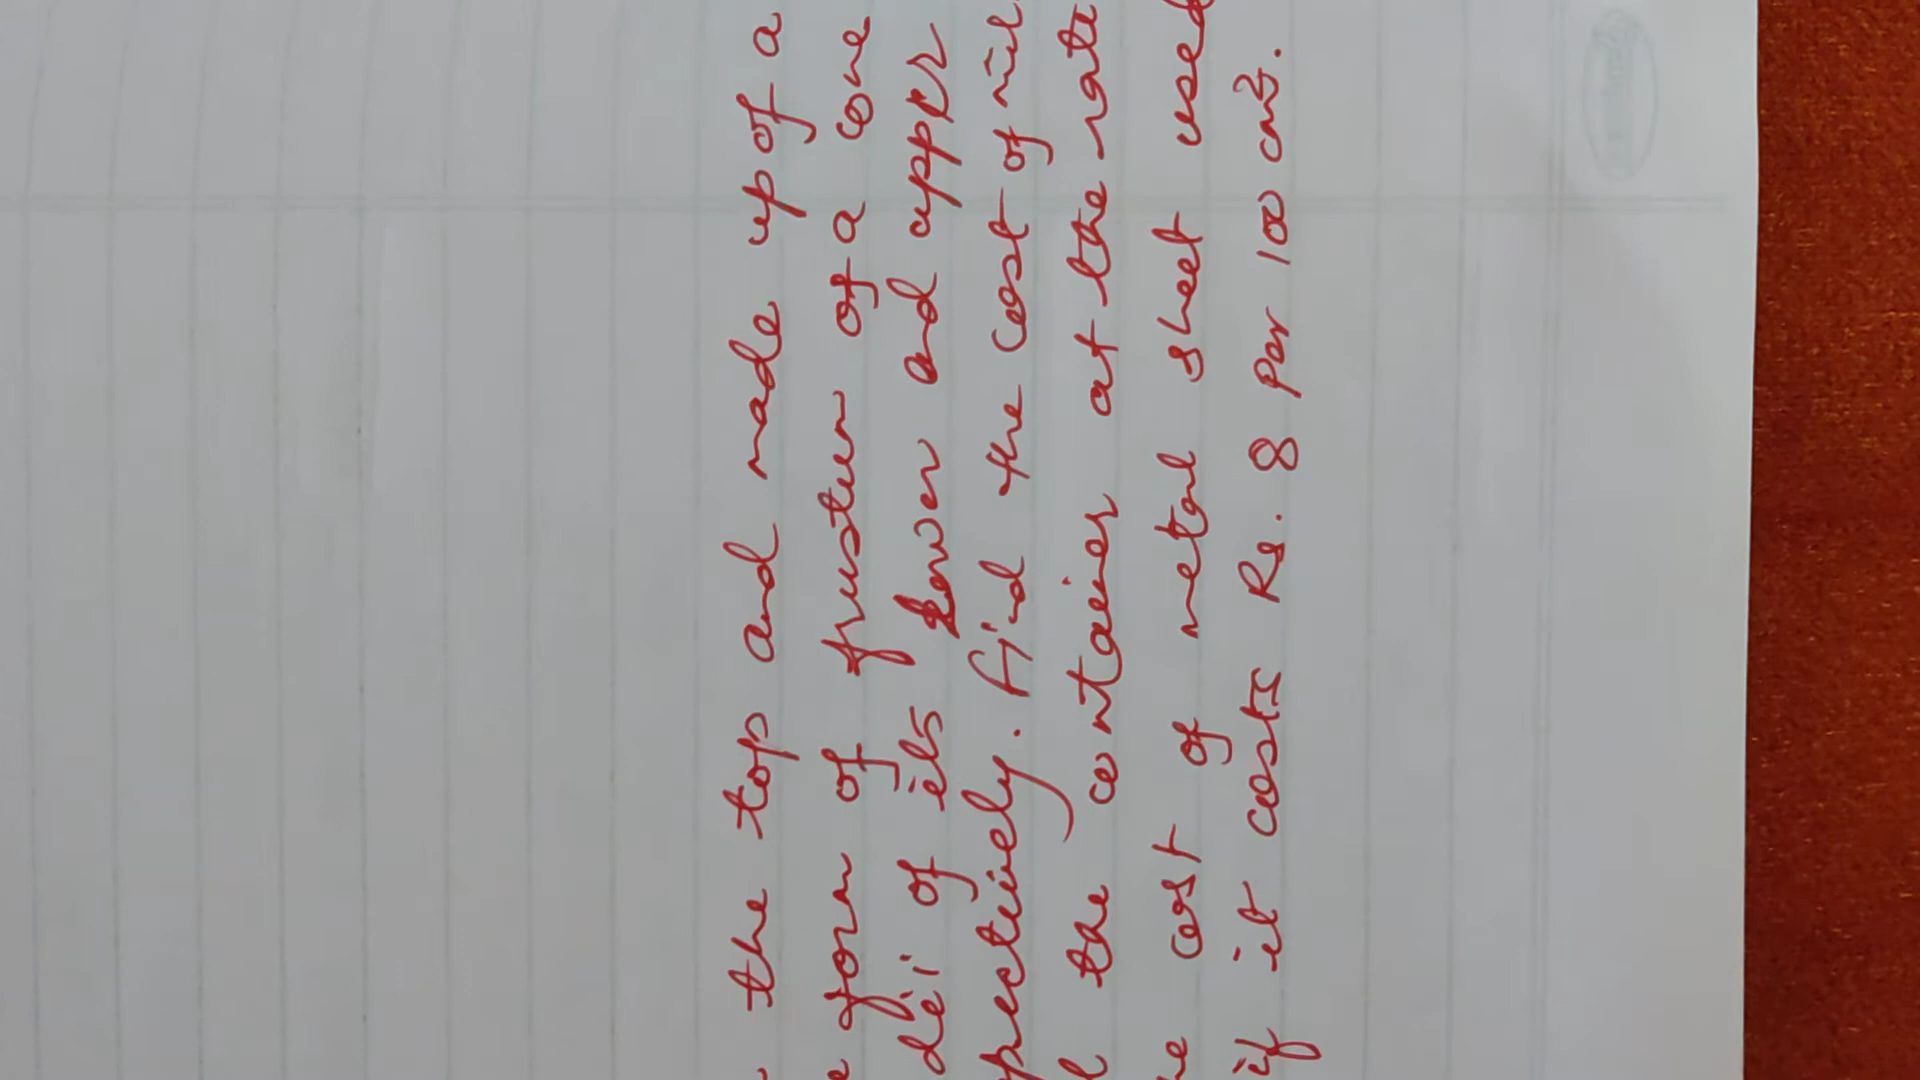 the top and made up of a
form of frustum of a cone
dii of its lower and upper
pectively. Find the cost of
the containers at the rate
cost of metal sheet used
if it costs Rs. 8 per 100 cm².